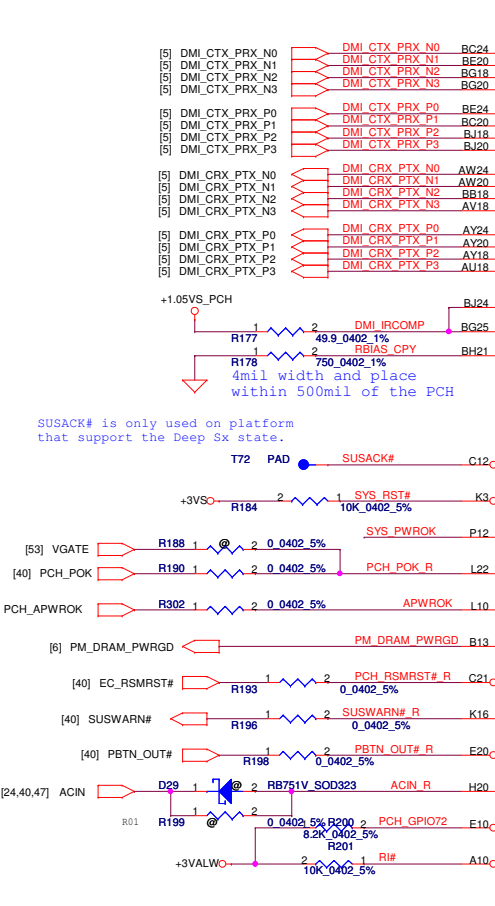 [5] DMI_CTX_PRX_N0 DMI_CTX_PRX_N0 BC24
[5] DMI_CTX_PRX_N1 DMI_CTX_PRX_N1 BE20
[5] DMI_CTX_PRX_N2 DMI_CTX_PRX_N2 BG18
[5] DMI_CTX_PRX_N3 DMI_CTX_PRX_N3 BG20
[5] DMI_CTX_PRX_P0 DMI_CTX_PRX_P0 BE24
[5] DMI_CTX_PRX_P1 DMI_CTX_PRX_P1 BC20
[5] DMI_CTX_PRX_P2 DMI_CTX_PRX_P2 BJ18
[5] DMI_CTX_PRX_P3 DMI_CTX_PRX_P3 BJ20
[5] DMI_CRX_PTX_N0 DMI_CRX_PTX_N0 AW24
[5] DMI_CRX_PTX_N1 DMI_CRX_PTX_N1 AW20
[5] DMI_CRX_PTX_N2 DMI_CRX_PTX_N2 BB18
[5] DMI_CRX_PTX_N3 DMI_CRX_PTX_N3 AV18
[5] DMI_CRX_PTX_P0 DMI_CRX_PTX_P0 AY24
[5] DMI_CRX_PTX_P1 DMI_CRX_PTX_P1 AY20
[5] DMI_CRX_PTX_P2 DMI_CRX_PTX_P2 AY18
[5] DMI_CRX_PTX_P3 DMI_CRX_PTX_P3 AU18
+1.05VS_PCH
BJ24
1 2 DMI_IRCOMP BG25
R177 49.9_0402_1%
1 2 RBIAS_CPY BH21
R178 750_0402_1%
4mil width and place
within 500mil of the PCH
SUSACK# is only used on platform
that support the Deep Sx state.
T72 PAD SUSACK# C12
+3VS 2 1 SYS_RST# K3
R184 10K_0402_5%
SYS_PWROK P12
[53] VGATE R188 1 @ 2 0_0402_5%
[40] PCH_POK R190 1 2 0_0402_5% PCH_POK_R L22
PCH_APWROK R302 1 2 0_0402_5% APWROK L10
[6] PM_DRAM_PWRGD PM_DRAM_PWRGD B13
[40] EC_RSMRST# 1 2 PCH_RSMRST#_R C21
R193 0_0402_5%
[40] SUSWARN# 1 2 SUSWARN#_R K16
R196 0_0402_5%
[40] PBTN_OUT# 1 2 PBTN_OUT#_R E20
R198 0_0402_5%
[24,40,47] ACIN D29 1 @ 2 RB751V_SOD323 ACIN_R H20
R01 R199 1 @ 2 0_0402_5% R200 1 2 PCH_GPIO72 E10
8.2K_0402_5%
R201
+3VALW 2 1 RI# A10
10K_0402_5%